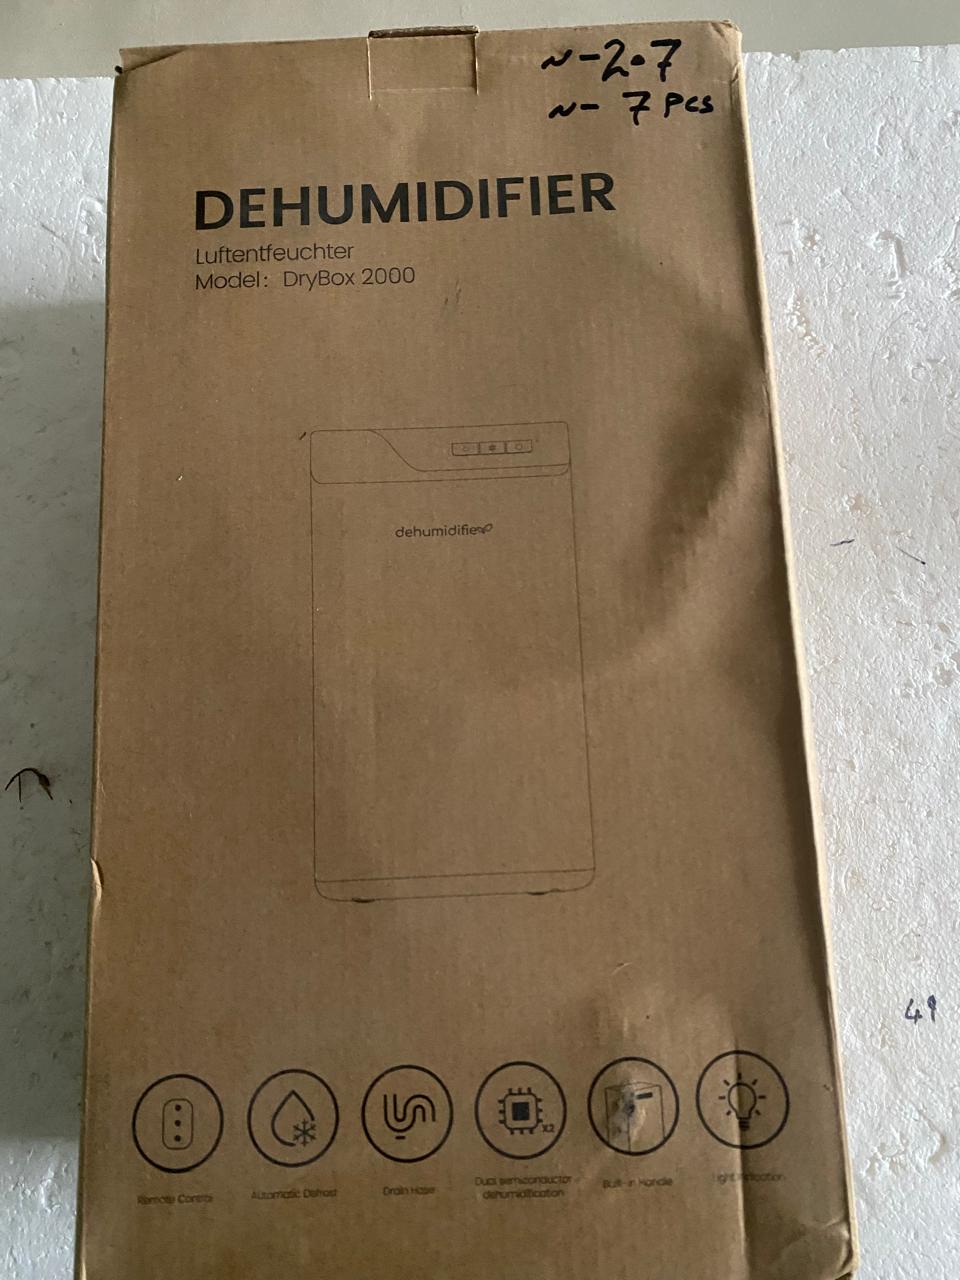 ~-2.7
~- 7 Pcs
DEHUMIDIFIER
Luftentfeuchter
Model: DryBox 2000
dehumidifier
Remote Control
Automatic Defrost
Drain Hose
Dual semiconductor
dehumidification
X2
Built-in Handle
Light
49